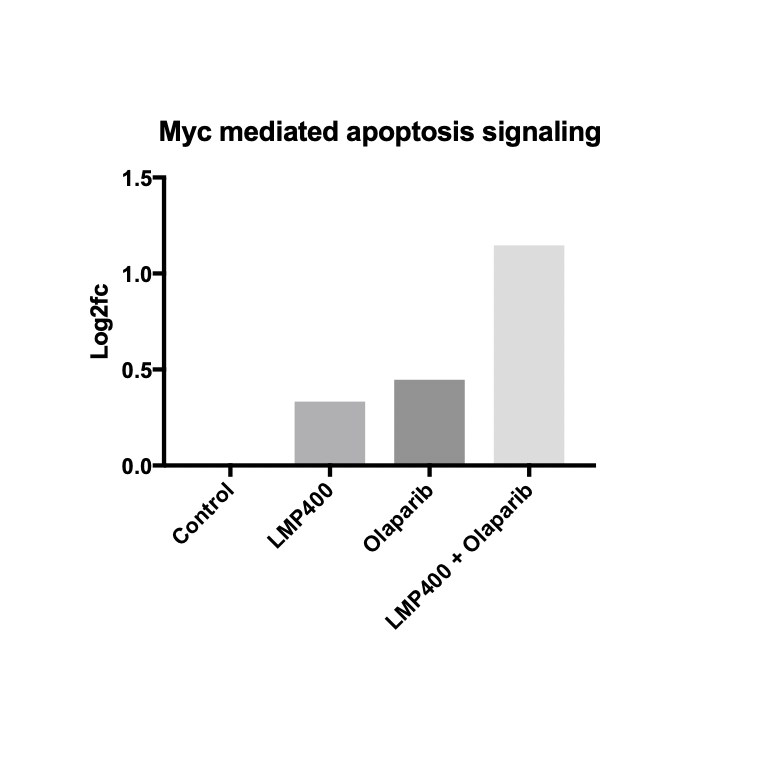 Myc mediated apoptosis signaling
1.5
1.0
0.5
0.0
Log2fc
Control
LMP400
Olaparib
LMP400 + Olaparib